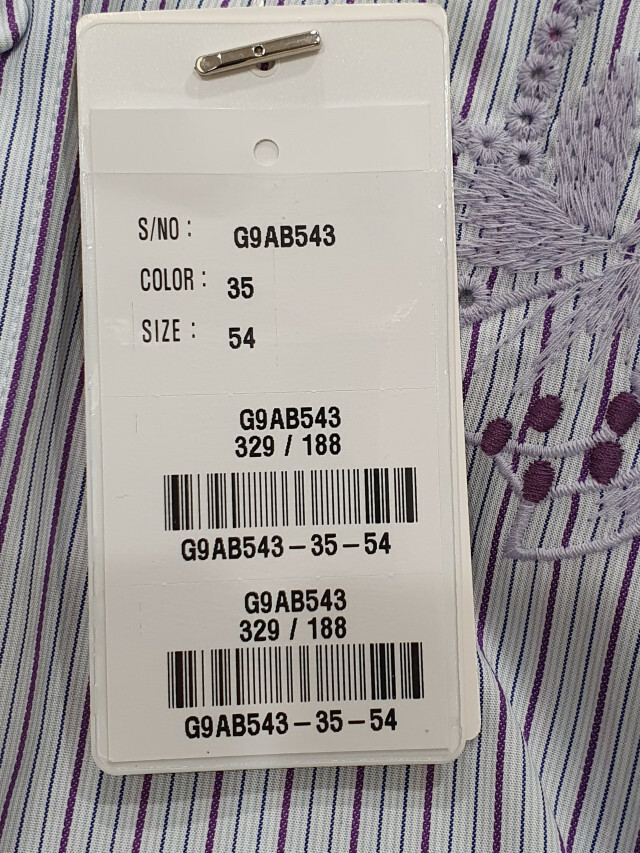 S/NO : G9AB543
COLOR : 35
SIZE : 54
G9AB543
329 / 188
G9AB543-35-54
G9AB543
329 / 188
G9AB543-35-54